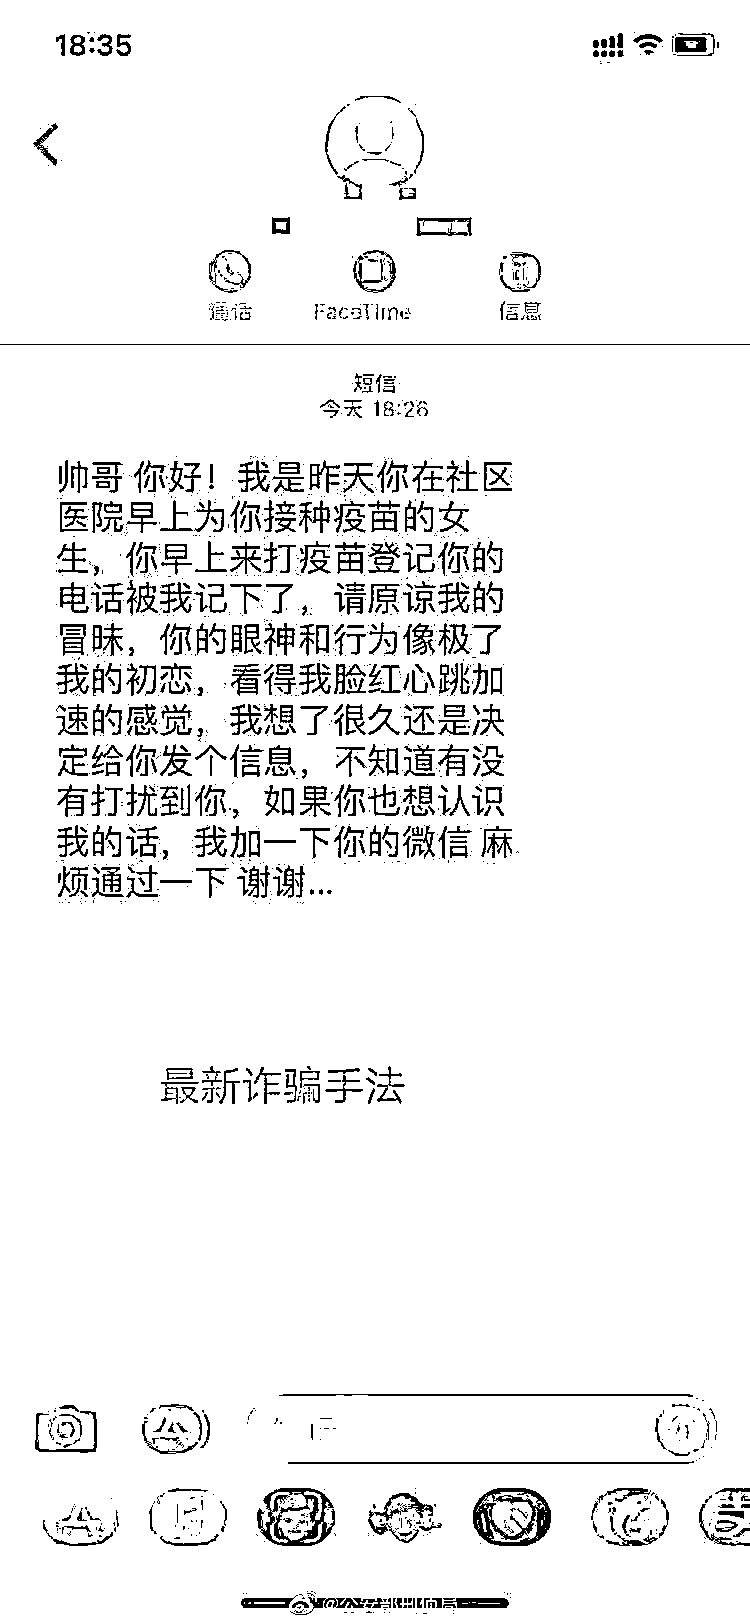 18:35
通话 FaceTime 信息
短信
今天 18:26
帅哥 你好！我是昨天你在社区
医院早上为你接种疫苗的女
生，你早上来打疫苗登记你的
电话被我记下了，请原谅我的
冒昧，你的眼神和行为像极了
我的初恋，看得我脸红心跳加
速的感觉，我想了很久还是决
定给你发个信息，不知道有没
有打扰到你，如果你也想认识
我的话，我加一下你的微信 麻
烦通过一下 谢谢...
最新诈骗手法
@公安部刑侦局